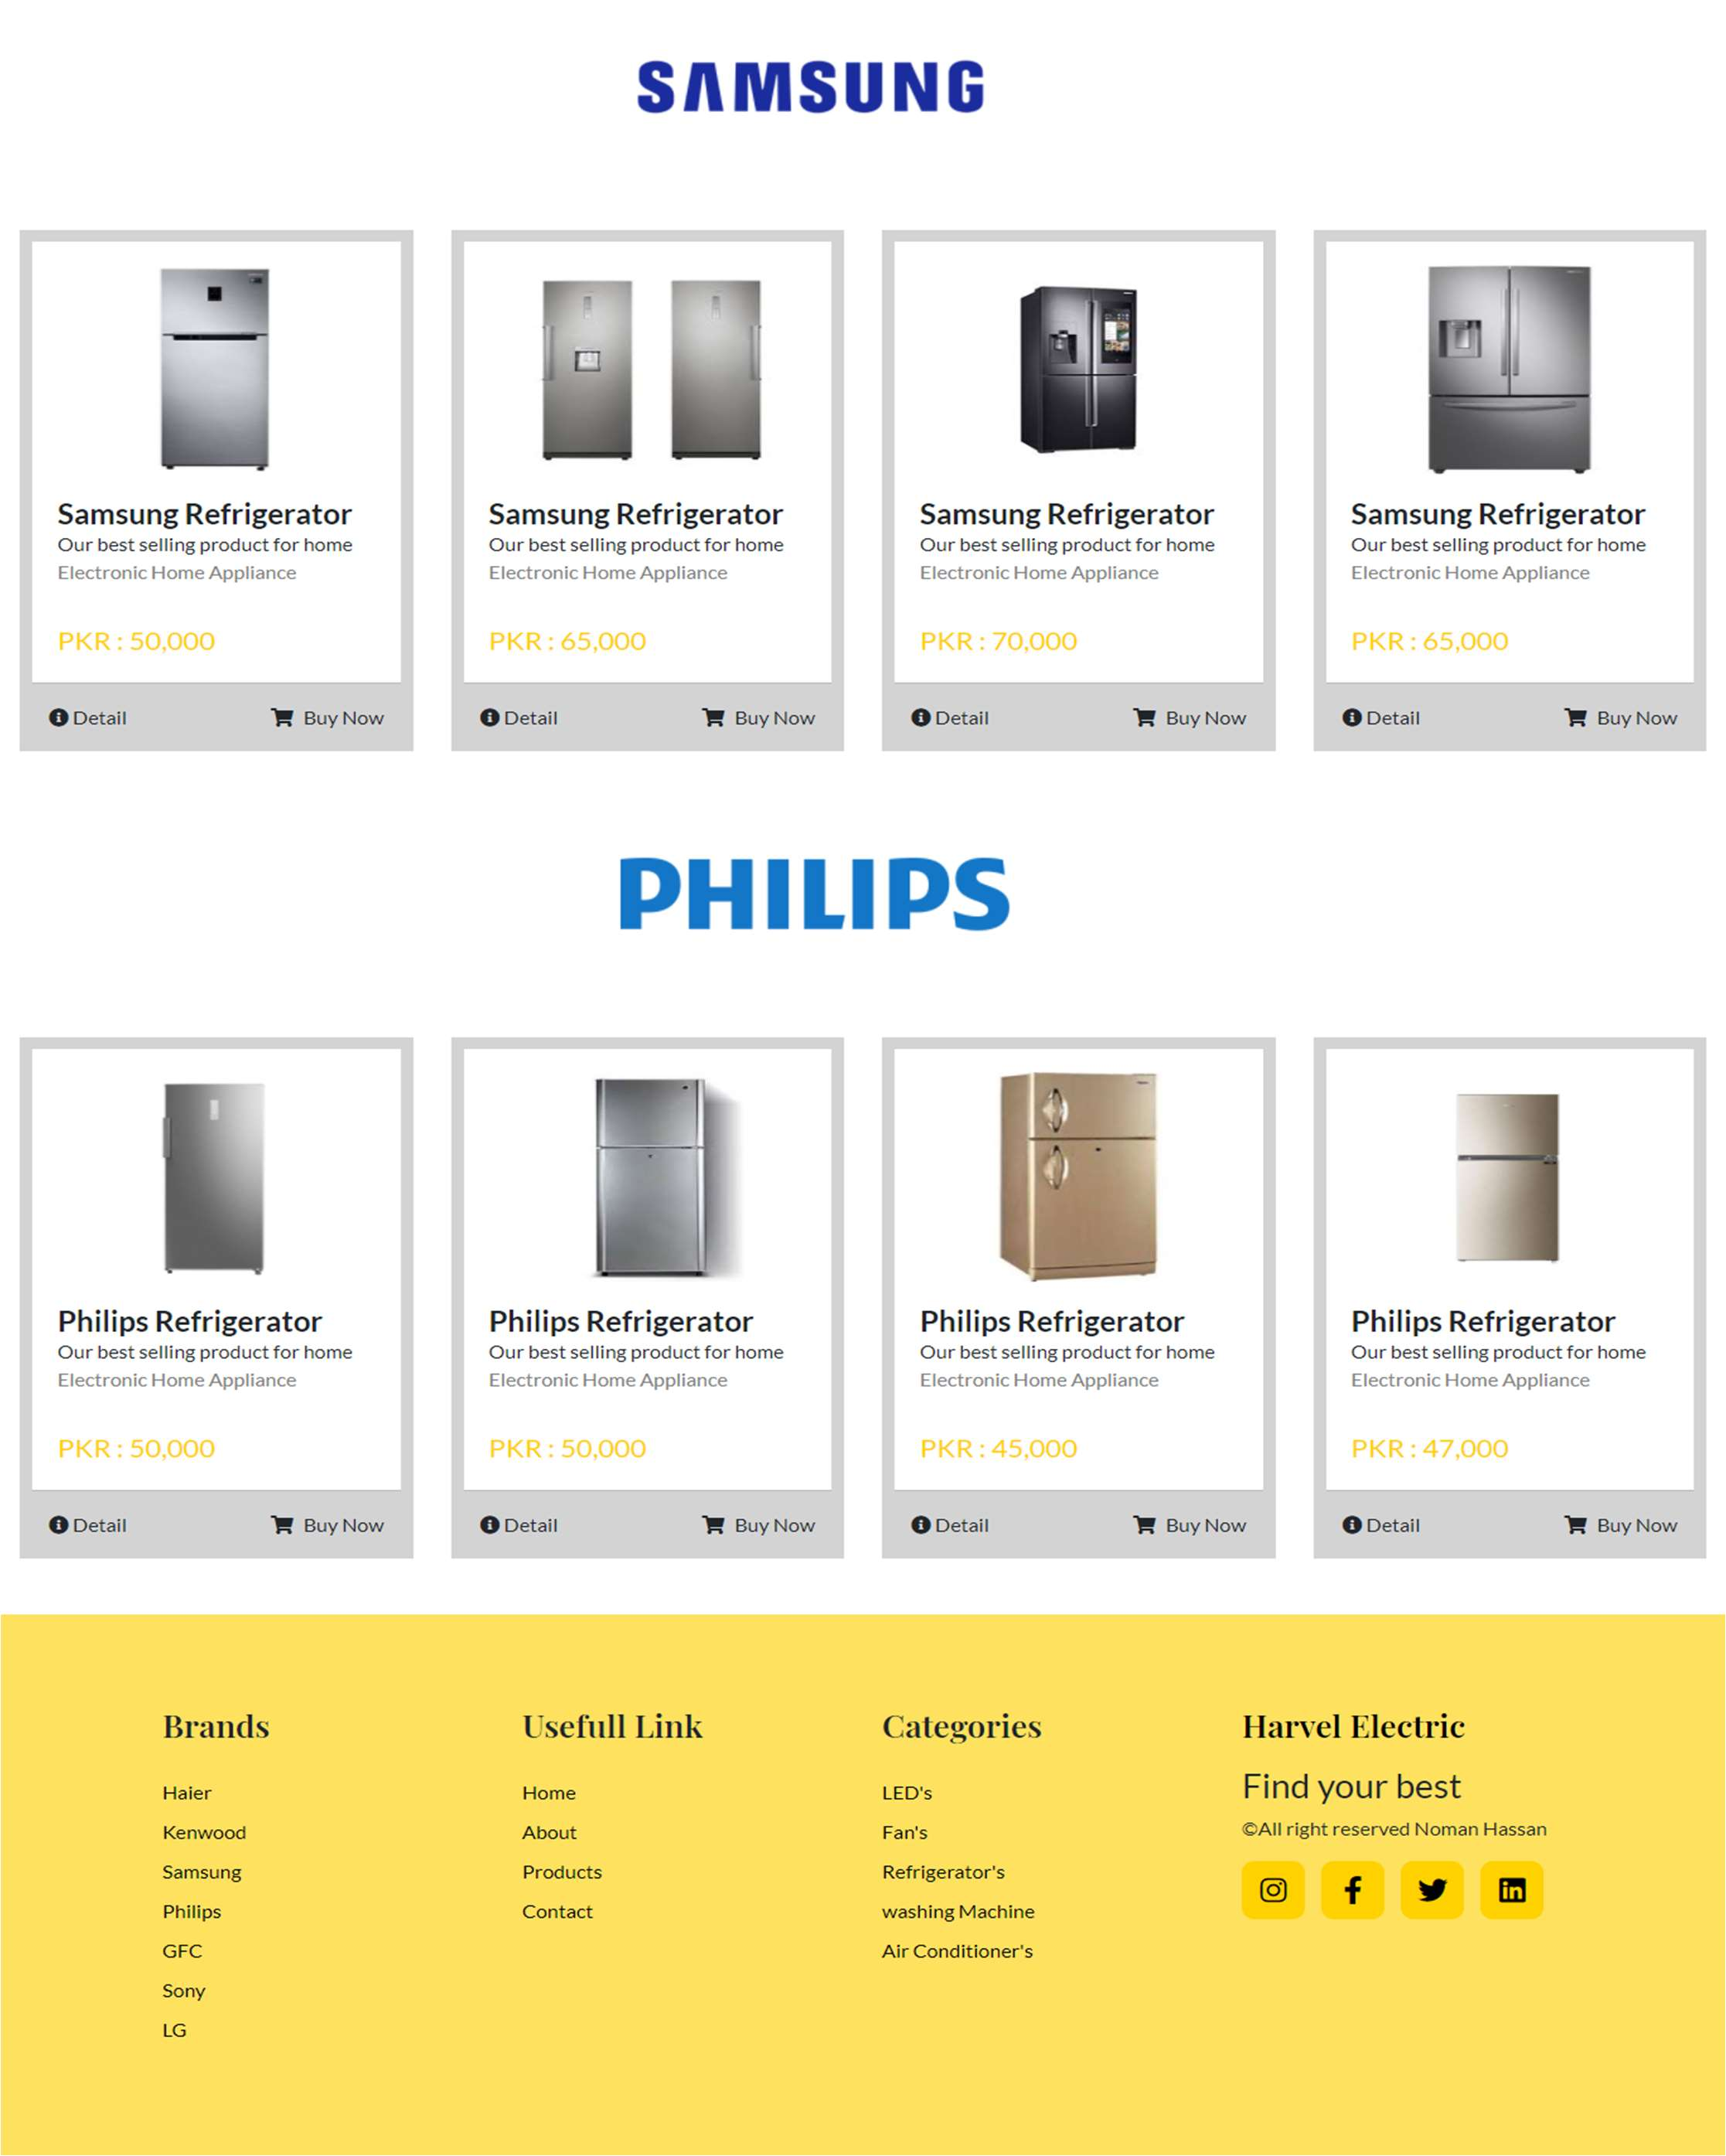 SAMSUNG
Samsung Refrigerator
Our best selling product for home
Electronic Home Appliance
PKR : 50,000
Detail
Buy Now
Samsung Refrigerator
Our best selling product for home
Electronic Home Appliance
PKR : 65,000
Detail
Buy Now
Samsung Refrigerator
Our best selling product for home
Electronic Home Appliance
PKR : 70,000
Detail
Buy Now
Samsung Refrigerator
Our best selling product for home
Electronic Home Appliance
PKR : 65,000
Detail
Buy Now
PHILIPS
Philips Refrigerator
Our best selling product for home
Electronic Home Appliance
PKR : 50,000
Detail
Buy Now
Philips Refrigerator
Our best selling product for home
Electronic Home Appliance
PKR : 50,000
Detail
Buy Now
Philips Refrigerator
Our best selling product for home
Electronic Home Appliance
PKR : 45,000
Detail
Buy Now
Philips Refrigerator
Our best selling product for home
Electronic Home Appliance
PKR : 47,000
Detail
Buy Now
Brands
Haier
Kenwood
Samsung
Philips
GFC
Sony
LG
Usefull Link
Home
About
Products
Contact
Categories
LED's
Fan's
Refrigerator's
washing Machine
Air Conditioner's
Harvel Electric
Find your best
©All right reserved Noman Hassan